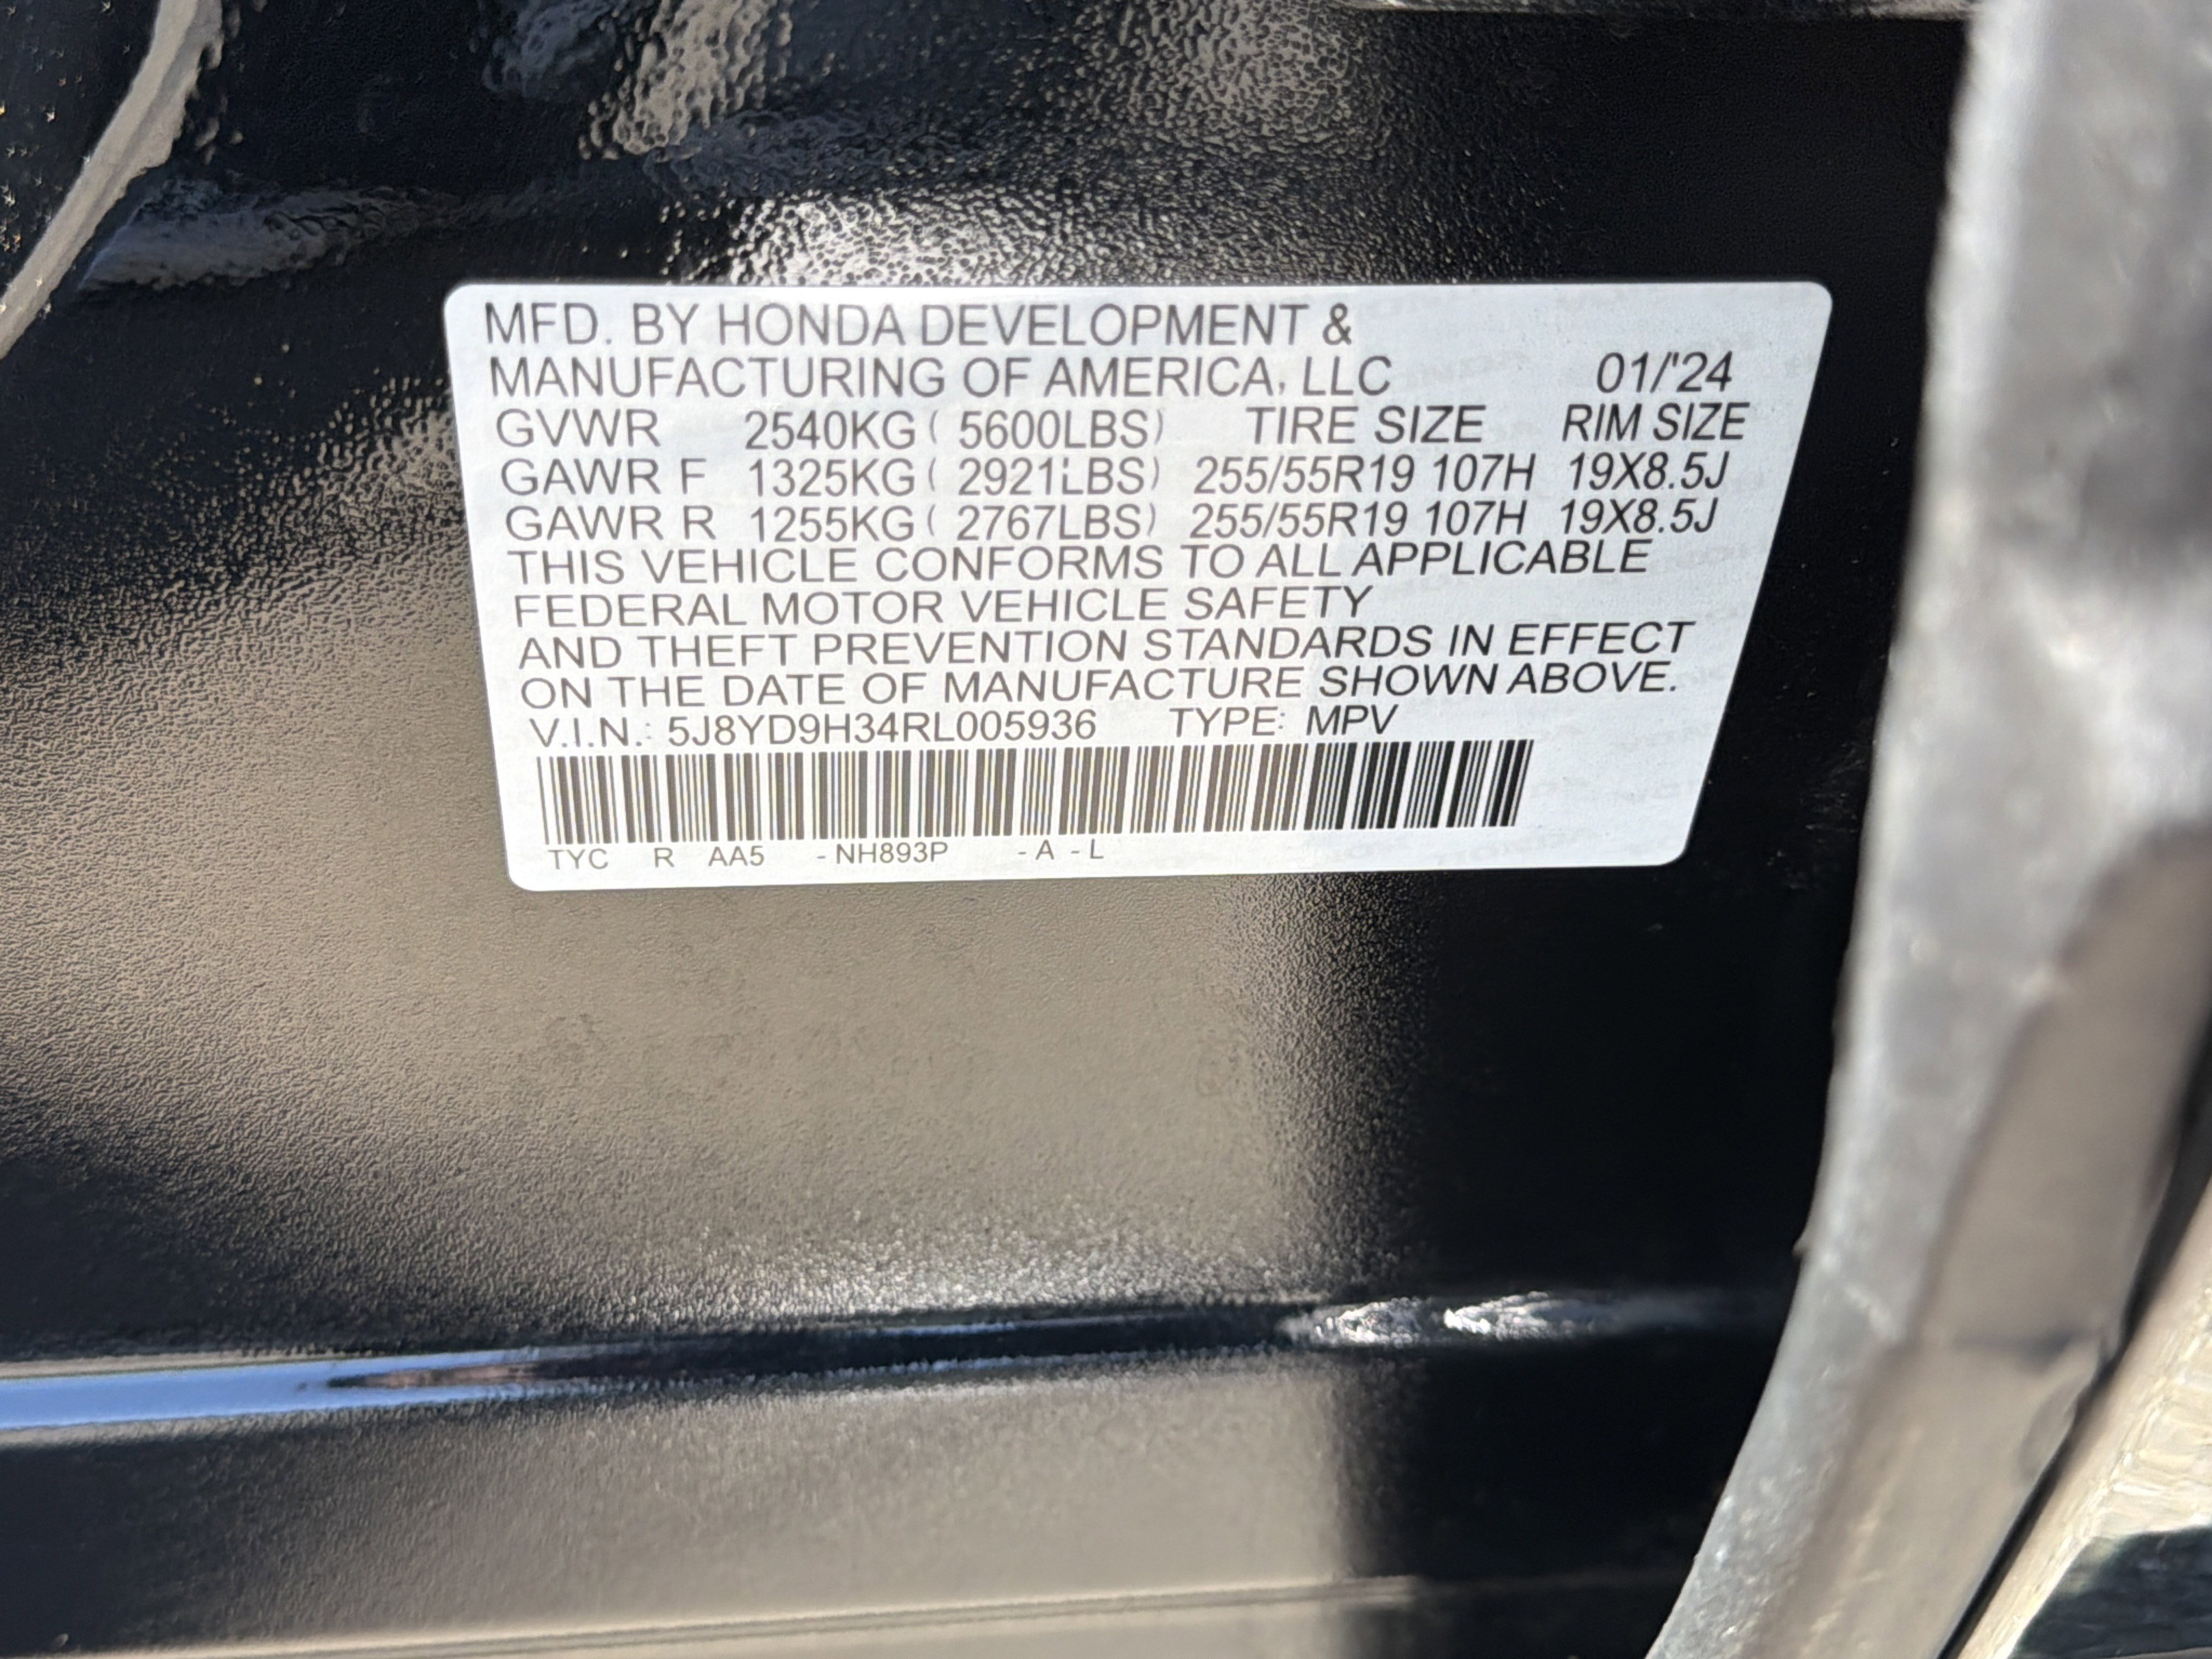 MFD. BY HONDA DEVELOPMENT &
MANUFACTURING OF AMERICA, LLC 01/'24
GVWR 2540KG ( 5600LBS) TIRE SIZE RIM SIZE
GAWR F 1325KG ( 2921LBS) 255/55R19 107H 19X8.5J
GAWR R 1255KG ( 2767LBS) 255/55R19 107H 19X8.5J
THIS VEHICLE CONFORMS TO ALL APPLICABLE
FEDERAL MOTOR VEHICLE SAFETY
AND THEFT PREVENTION STANDARDS IN EFFECT
ON THE DATE OF MANUFACTURE SHOWN ABOVE.
V.I.N.: 5J8YD9H34RL005936 TYPE: MPV
TYC R AA5 - NH893P - A - L